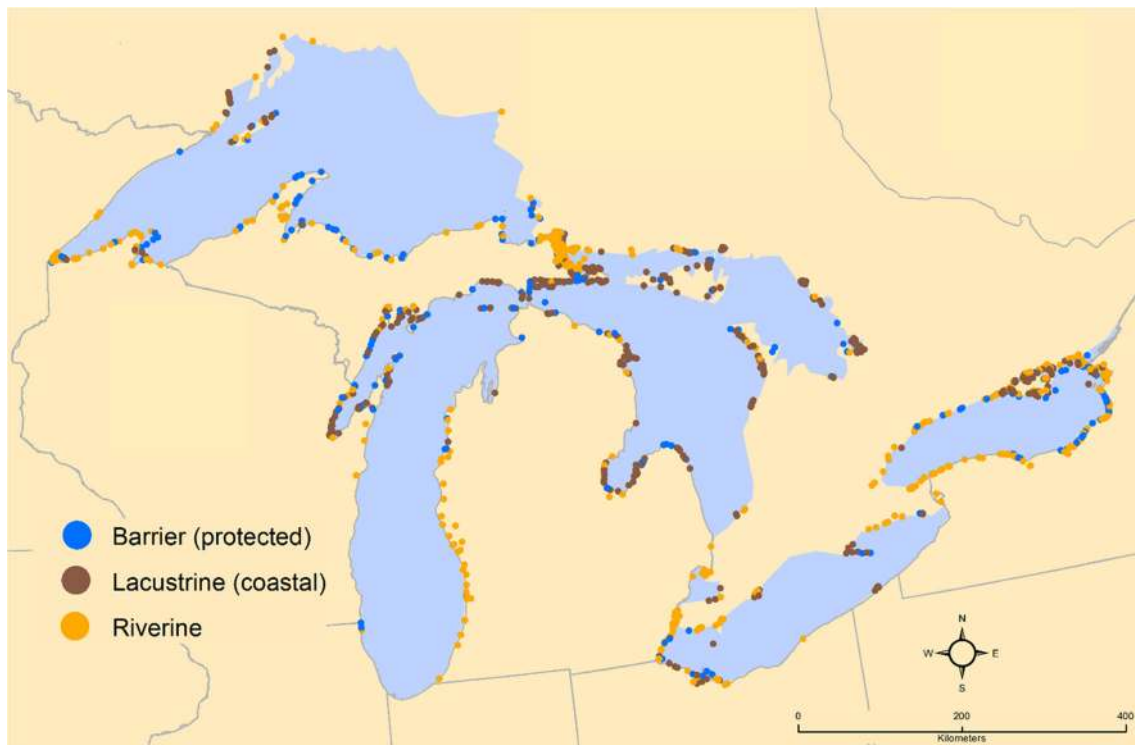 Barrier (protected)
Lacustrine (coastal)
Riverine
N
W E
S
0 200 400
Kilometers